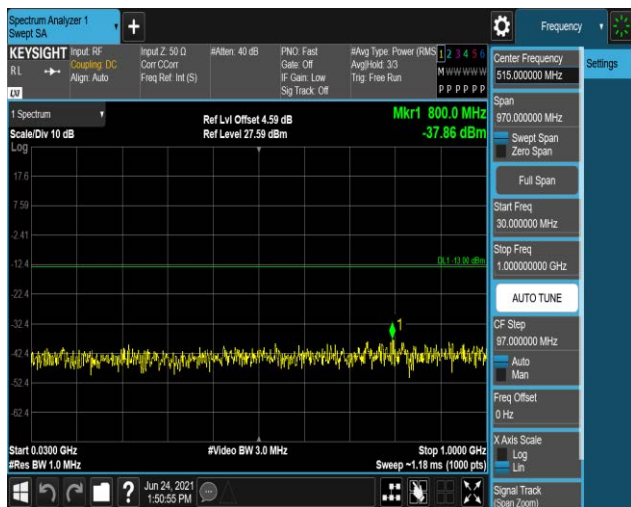 Spectrum Analyzer 1
Swept SA
+
Frequency
KEYSIGHT
RL
LXI
Input: RF
Coupling: DC
Align: Auto
Input Z: 50 Ω
Corr CCorr
Freq Ref: Int (S)
#Atten: 40 dB
PNO: Fast
Gate: Off
IF Gain: Low
Sig Track: Off
#Avg Type: Power (RMS
Avg|Hold: 3/3
Trig: Free Run
1 2 3 4 5 6
M W W W W W
P P P P P P
1 Spectrum
Scale/Div 10 dB
Log
Ref Lvl Offset 4.59 dB
Ref Level 27.59 dBm
Mkr1 800.0 MHz
-37.86 dBm
17.6
7.59
-2.41
-12.4
-22.4
-32.4
-42.4
-52.4
-62.4
DL1 -13.00 dBm
1
Start 0.0300 GHz
#Res BW 1.0 MHz
#Video BW 3.0 MHz
Stop 1.0000 GHz
Sweep ~1.18 ms (1000 pts)
Jun 24, 2021
1:50:55 PM
?
Center Frequency
515.000000 MHz
Span
970.000000 MHz
Swept Span
Zero Span
Full Span
Start Freq
30.000000 MHz
Stop Freq
1.000000000 GHz
AUTO TUNE
CF Step
97.000000 MHz
Auto
Man
Freq Offset
0 Hz
X Axis Scale
Log
Lin
Signal Track
(Span Zoom)
Settings